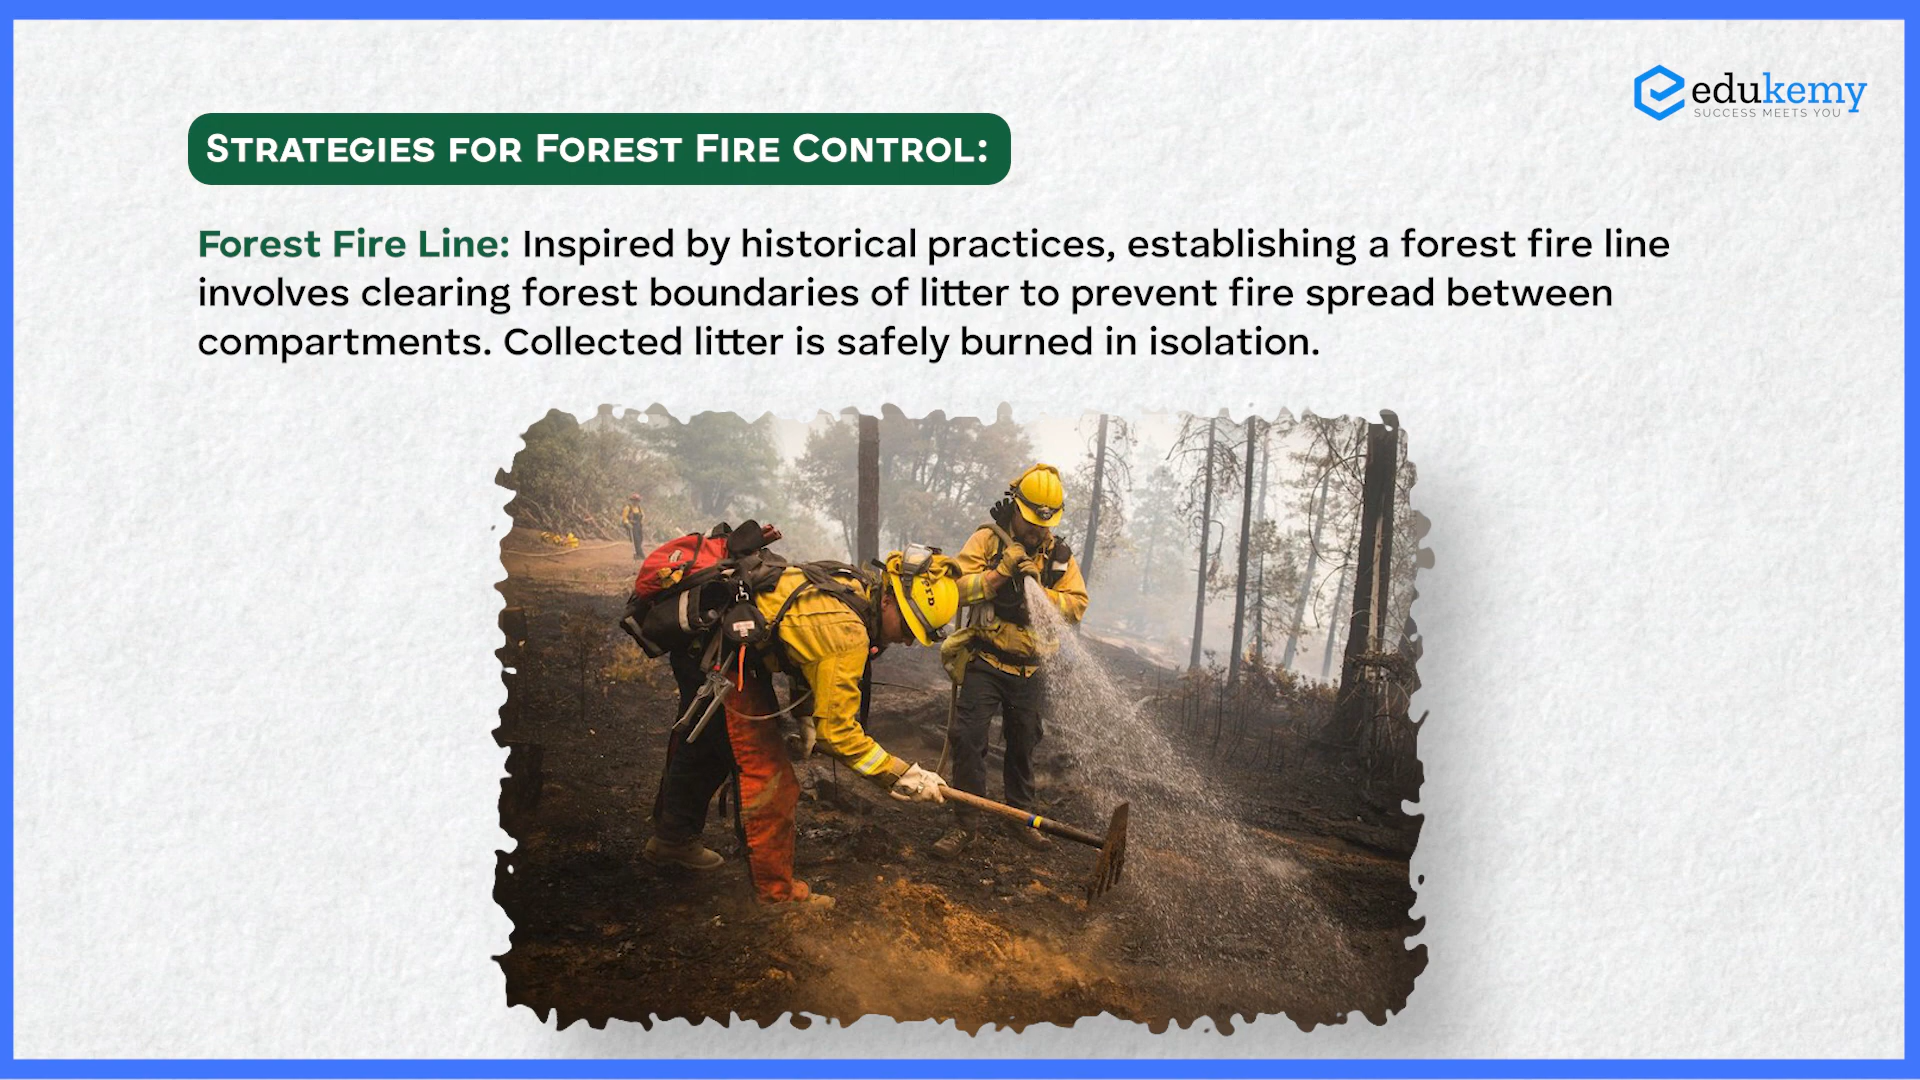 edukemy
SUCCESS MEETS YOU
STRATEGIES FOR FOREST FIRE CONTROL:
Forest Fire Line: Inspired by historical practices, establishing a forest fire line
involves clearing forest boundaries of litter to prevent fire spread between
compartments. Collected litter is safely burned in isolation.